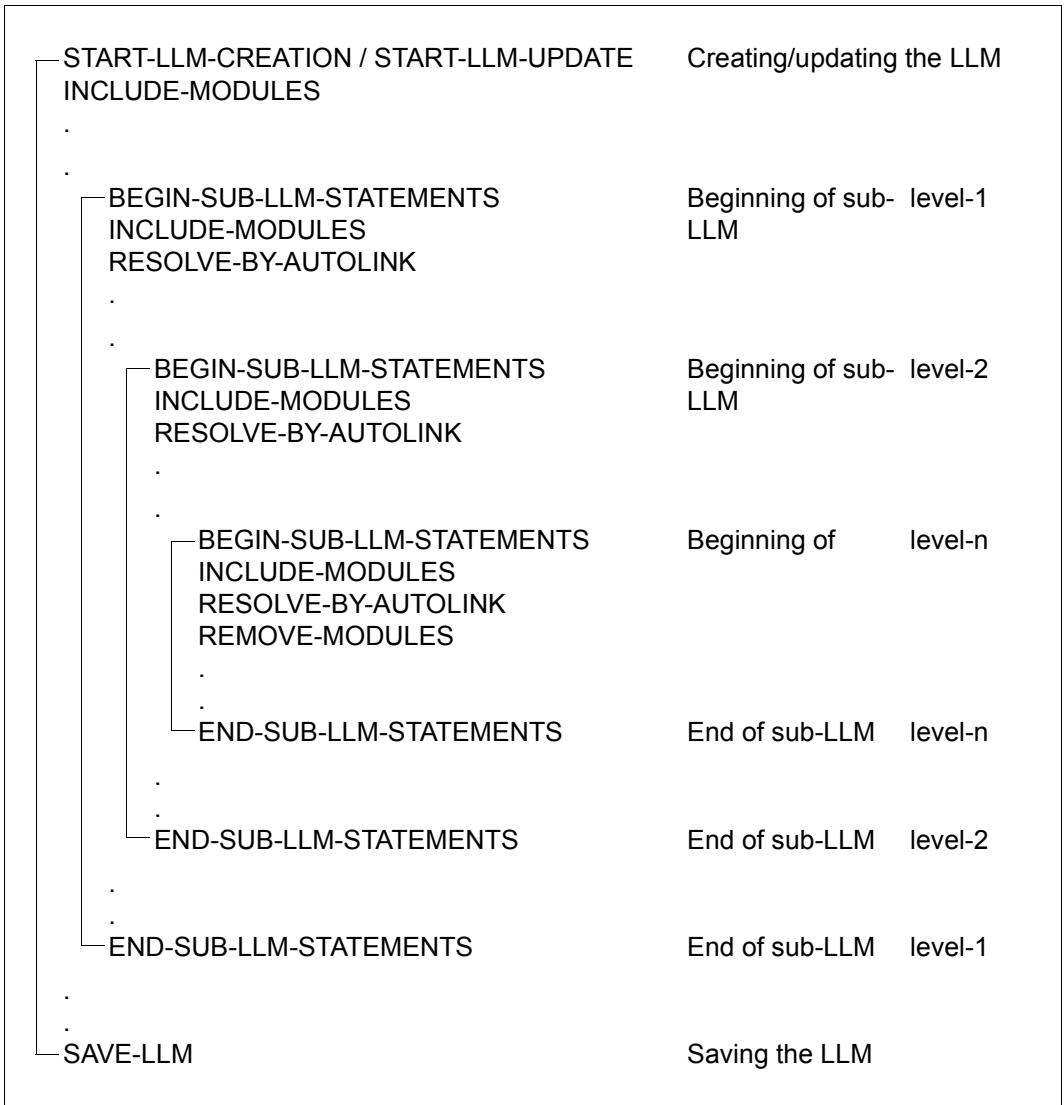 START-LLM-CREATION / START-LLM-UPDATE Creating/updating the LLM
INCLUDE-MODULES
.
.
BEGIN-SUB-LLM-STATEMENTS Beginning of sub- level-1
INCLUDE-MODULES LLM
RESOLVE-BY-AUTOLINK
.
.
BEGIN-SUB-LLM-STATEMENTS Beginning of sub- level-2
INCLUDE-MODULES LLM
RESOLVE-BY-AUTOLINK
.
.
BEGIN-SUB-LLM-STATEMENTS Beginning of level-n
INCLUDE-MODULES
RESOLVE-BY-AUTOLINK
REMOVE-MODULES
.
.
END-SUB-LLM-STATEMENTS End of sub-LLM level-n
.
.
END-SUB-LLM-STATEMENTS End of sub-LLM level-2
.
.
END-SUB-LLM-STATEMENTS End of sub-LLM level-1
.
.
SAVE-LLM Saving the LLM